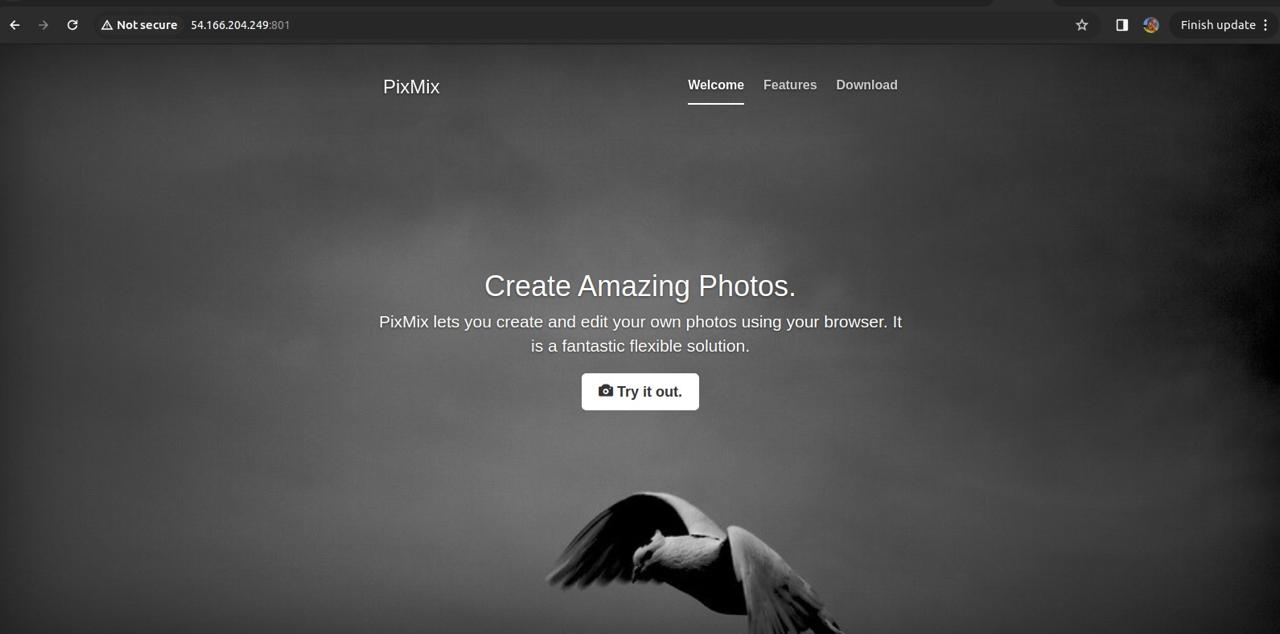 Not secure 54.166.204.249:801 Finish update
PixMix Welcome Features Download
Create Amazing Photos.
PixMix lets you create and edit your own photos using your browser. It
is a fantastic flexible solution.
Try it out.